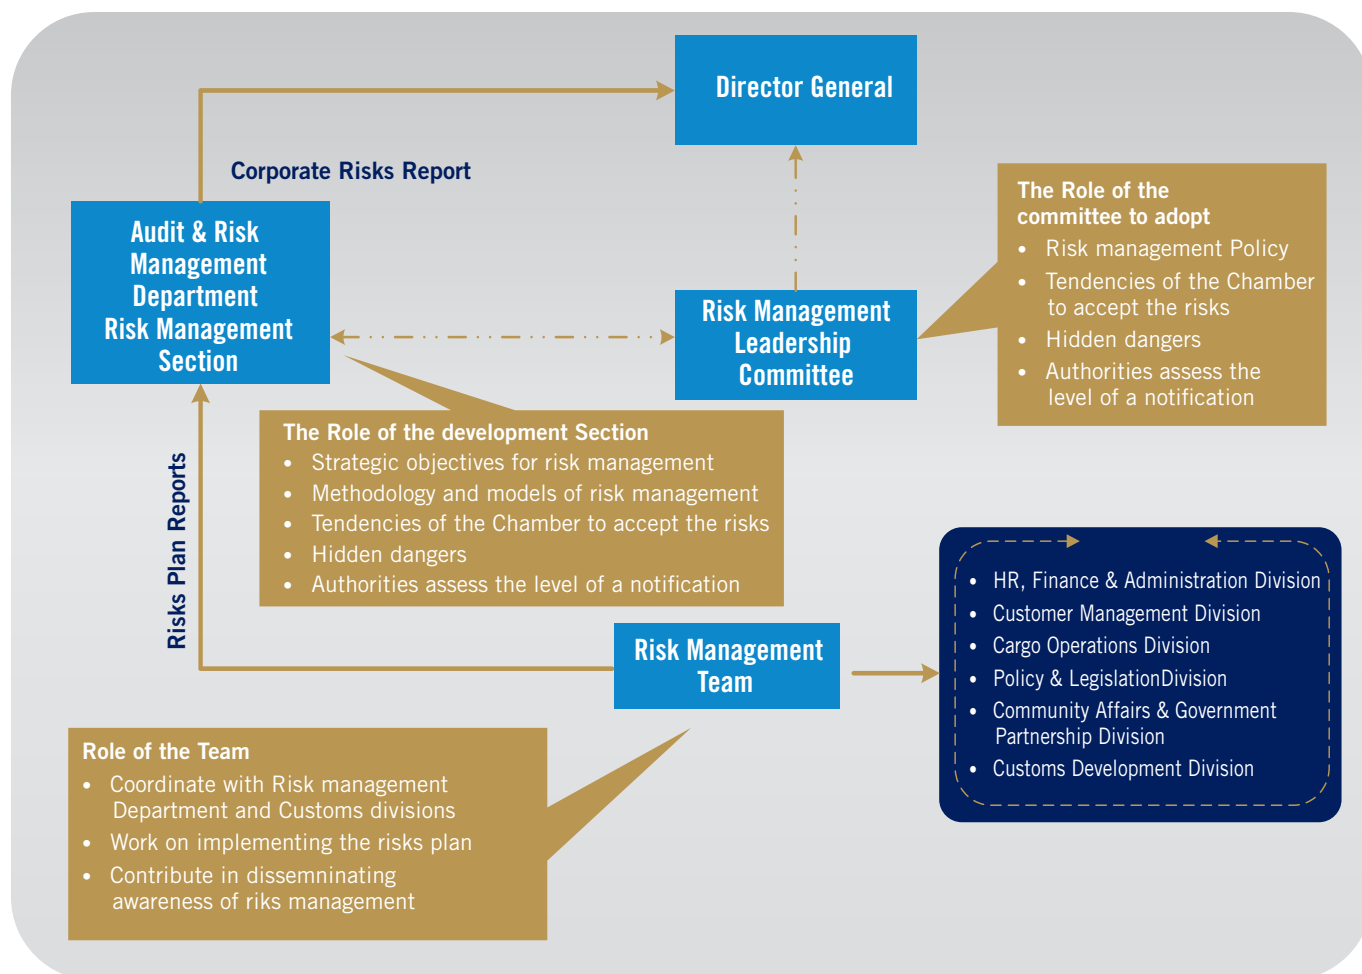 Director General
Corporate Risks Report
Audit & Risk
Management
Department
Risk Management
Section
Risk Management
Leadership
Committee
The Role of the
committee to adopt
• Risk management Policy
• Tendencies of the Chamber
to accept the risks
• Hidden dangers
• Authorities assess the
level of a notification
The Role of the development Section
• Strategic objectives for risk management
• Methodology and models of risk management
• Tendencies of the Chamber to accept the risks
• Hidden dangers
• Authorities assess the level of a notification
Risks Plan Reports
Risk Management
Team
• HR, Finance & Administration Division
• Customer Management Division
• Cargo Operations Division
• Policy & LegislationDivision
• Community Affairs & Government
Partnership Division
• Customs Development Division
Role of the Team
• Coordinate with Risk management
Department and Customs divisions
• Work on implementing the risks plan
• Contribute in dissemninating
awareness of riks management